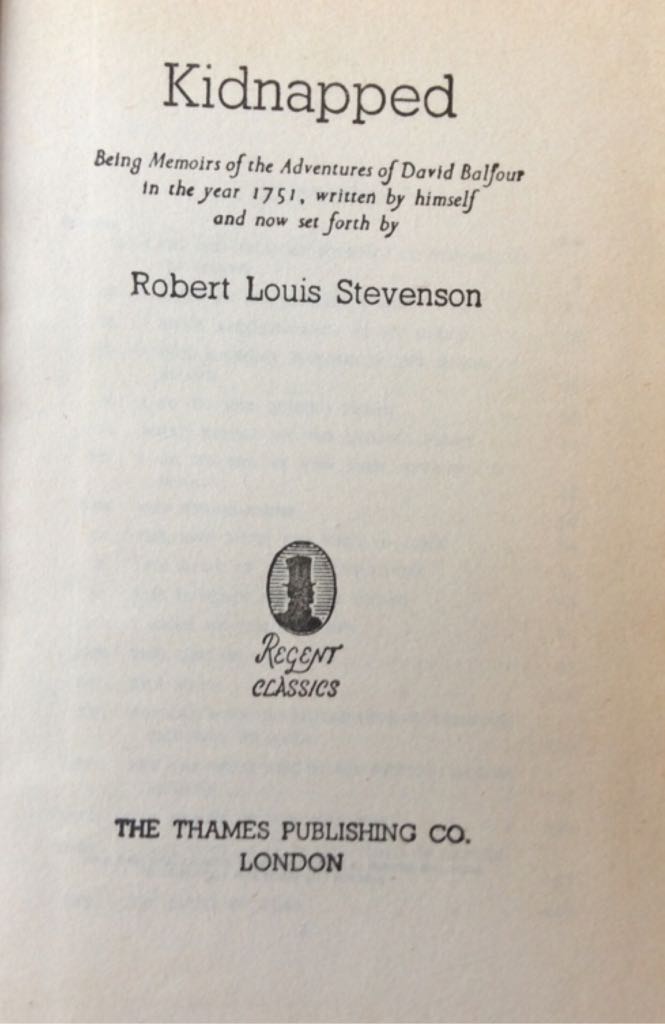 Kidnapped
Being Memoirs of the Adventures of David Balfour
in the year 1751, written by himself
and now set forth by
Robert Louis Stevenson
REGENT
CLASSICS
THE THAMES PUBLISHING CO.
LONDON